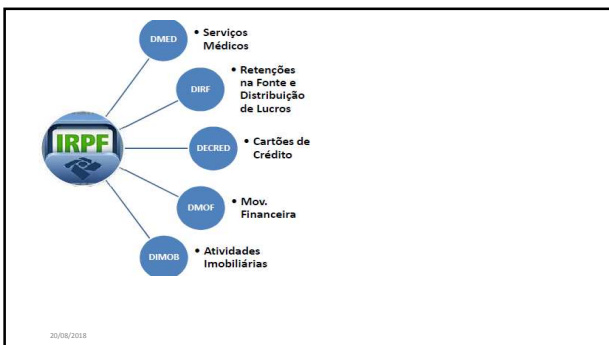 DMED
• Serviços
Médicos
DIRF
• Retenções
na Fonte e
Distribuição
de Lucros
IRPF
DECRED
• Cartões de
Crédito
DMOF
• Mov.
Financeira
DIMOB
• Atividades
Imobiliárias
20/08/2018